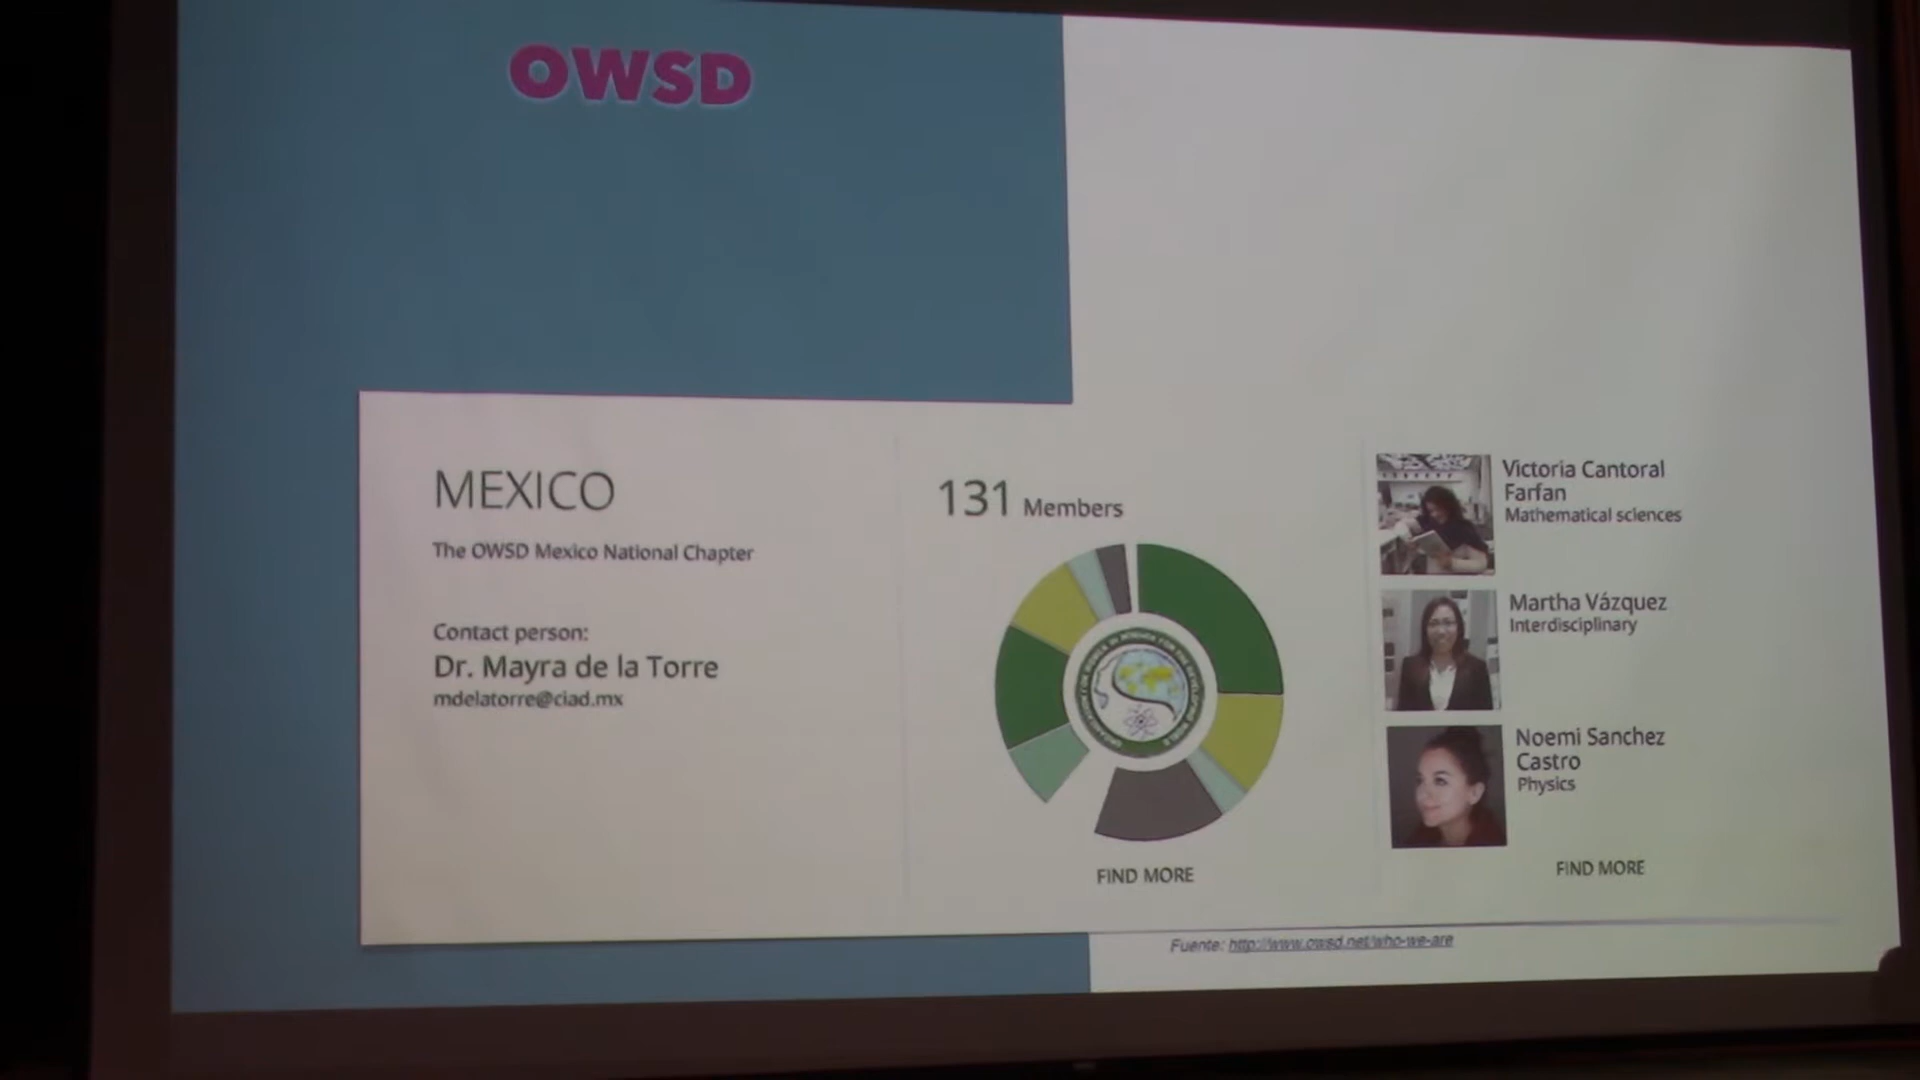 OWSD
MEXICO
The OWSD Mexico National Chapter
Contact person:
Dr. Mayra de la Torre
mdelatorre@ciad.mx
131 Members
FIND MORE
Victoria Cantoral
Farfan
Mathematical sciences
Martha Vázquez
Interdisciplinary
Noemi Sanchez
Castro
Physics
FIND MORE
Fuente: http://www.owsd.net/who-we-are